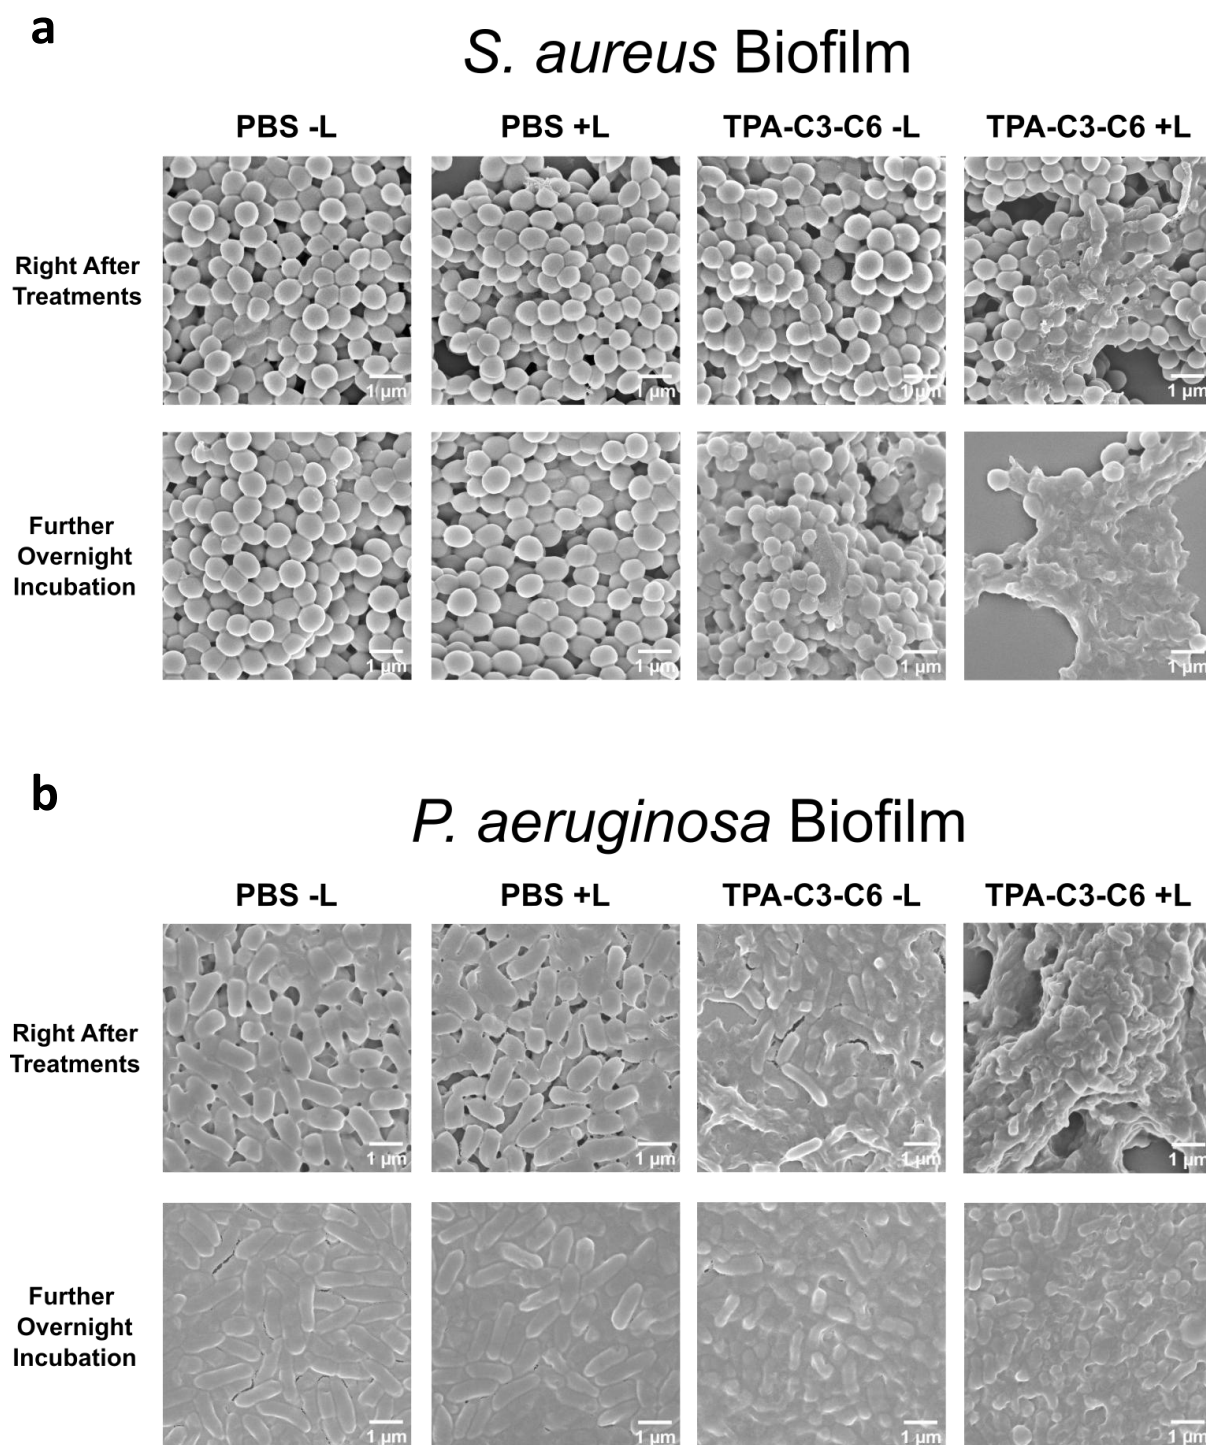 a
S. aureus Biofilm
PBS -L
PBS +L
TPA-C3-C6 -L
TPA-C3-C6 +L
Right After
Treatments
1 µm
1 µm
1 µm
1 µm
Further
Overnight
Incubation
1 µm
1 µm
1 µm
1 µm
b
P. aeruginosa Biofilm
PBS -L
PBS +L
TPA-C3-C6 -L
TPA-C3-C6 +L
Right After
Treatments
1 µm
1 µm
1 µm
1 µm
Further
Overnight
Incubation
1 µm
1 µm
1 µm
1 µm